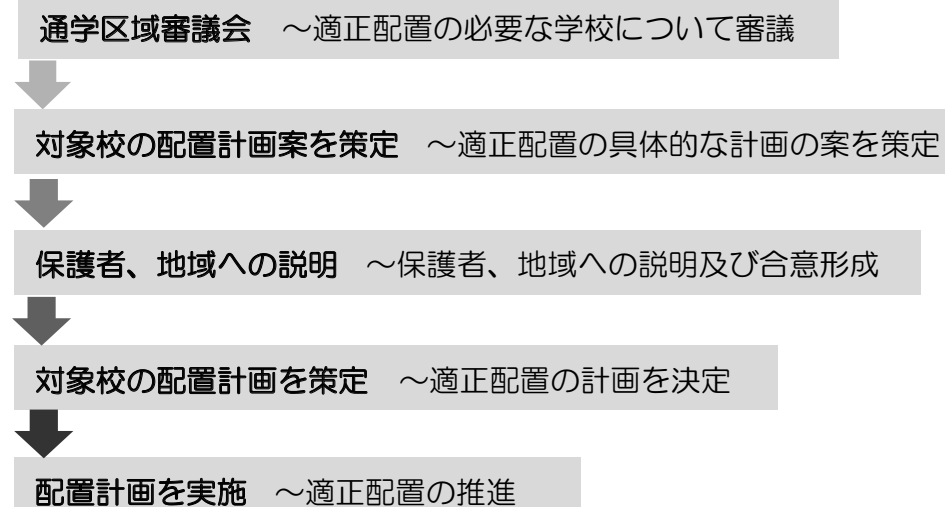 通学区域審議会　～適正配置の必要な学校について審議
対象校の配置計画案を策定　～適正配置の具体的な計画の案を策定
保護者、地域への説明　～保護者、地域への説明及び合意形成
対象校の配置計画を策定　～適正配置の計画を決定
配置計画を実施　～適正配置の推進